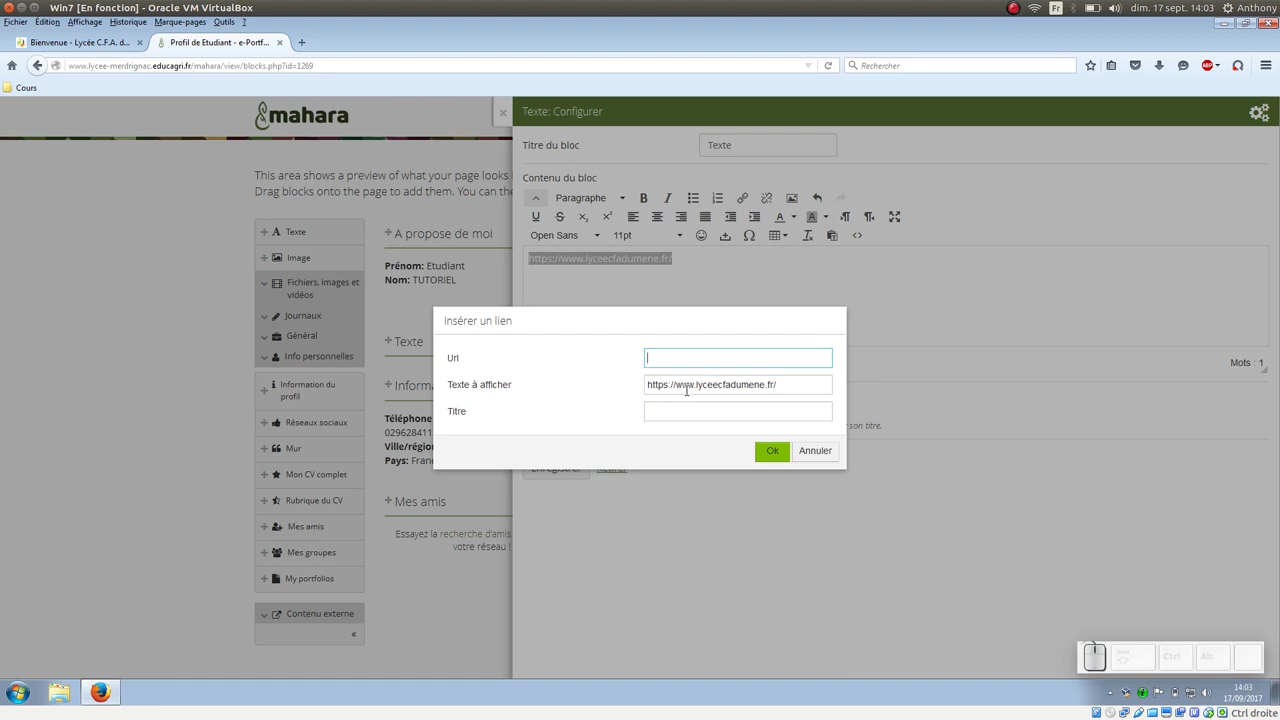 Win7 [En fonction] - Oracle VM VirtualBox
Fr
dim. 17 sept. 14:03
Anthony
Fichier Édition Affichage Historique Marque-pages Outils ?
Bienvenue - Lycée C.F.A. d... ×
Profil de Etudiant - e-Portf... ×
www.lycee-merdrignac.educagri.fr/mahara/view/blocks.php?id=1269
Rechercher
ABP
Cours
mahara
This area shows a preview of what your page looks
Drag blocks onto the page to add them. You can the
Texte
Image
Fichiers, images et
vidéos
Journaux
Général
Info personnelles
Information du
profil
Réseaux sociaux
Mur
Mon CV complet
Rubrique du CV
Mes amis
Mes groupes
My portfolios
Contenu externe
«
A propose de moi
Prénom: Etudiant
Nom: TUTORIEL
Texte
Informa
Téléphone
029628411
Ville/régio
Pays: Fran
Mes amis
Essayez la recherche d'amis
votre réseau !
Texte: Configurer
Titre du bloc
Texte
Contenu du bloc
Paragraphe
Open Sans
11pt
https://www.lyceecfadumene.fr/
Mots : 1
son titre.
Enregistrer
Retirer
Insérer un lien
Url
Texte à afficher
https://www.lyceecfadumene.fr/
Titre
Ok
Annuler
Ctrl
Alt
14:03
17/09/2017
Ctrl droite